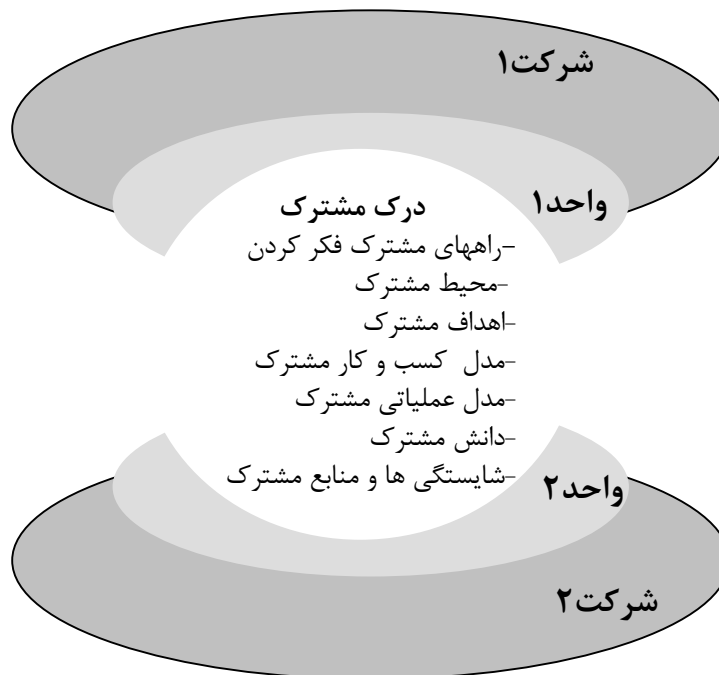 شرکت۱
واحد۱
درک مشترک
-راههای مشترک فکر کردن
-محیط مشترک
-اهداف مشترک
-مدل کسب و کار مشترک
-مدل عملیاتی مشترک
-دانش مشترک
-شایستگی ها و منابع مشترک
واحد۲
شرکت۲